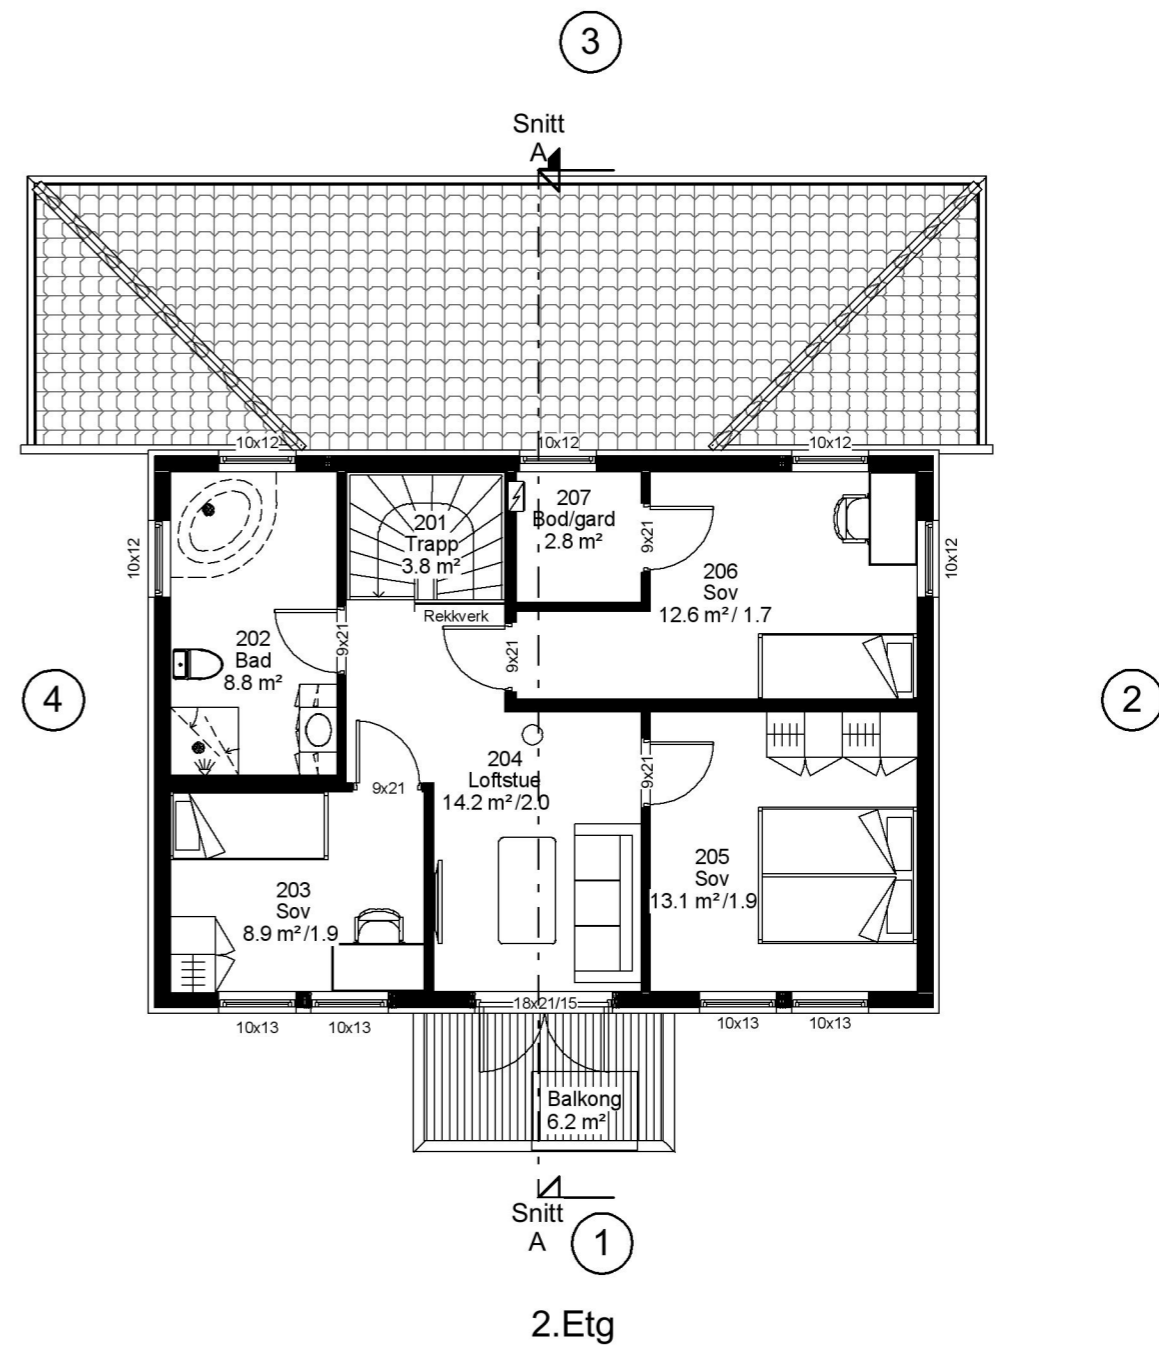 3
Snitt
A
10x12
10x12
10x12
201
Trapp
3.8 m²
207
Bod/gard
2.8 m²
9x21
10x12
10x12
206
Sov
12.6 m²/ 1.7
Rekkverk
202
Bad
8.8 m²
9x21
9x21
4
2
204
Loftstue
14.2 m²/2.0
9x21
9x21
205
Sov
13.1 m²/1.9
203
Sov
8.9 m²/1.9
18x21/15
10x13
10x13
10x13
10x13
Balkong
6.2 m²
Snitt
A
1
2.Etg